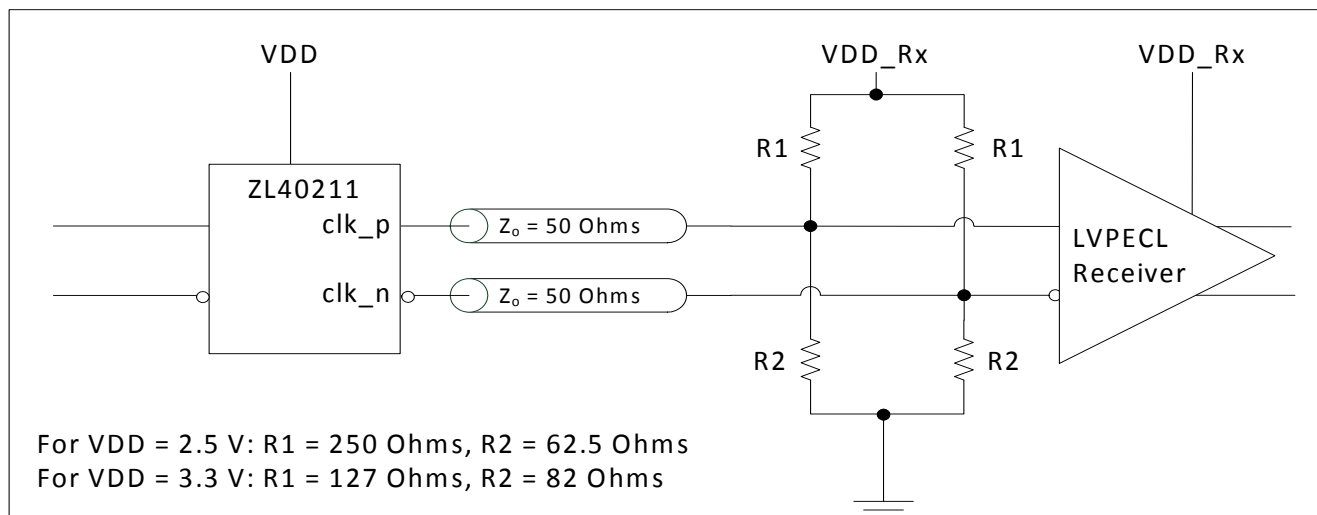 VDD
VDD_Rx
VDD_Rx
R1
R1
ZL40211
clk_p
Zo = 50 Ohms
LVPECL
Receiver
clk_n
Zo = 50 Ohms
R2
R2
For VDD = 2.5 V: R1 = 250 Ohms, R2 = 62.5 Ohms
For VDD = 3.3 V: R1 = 127 Ohms, R2 = 82 Ohms